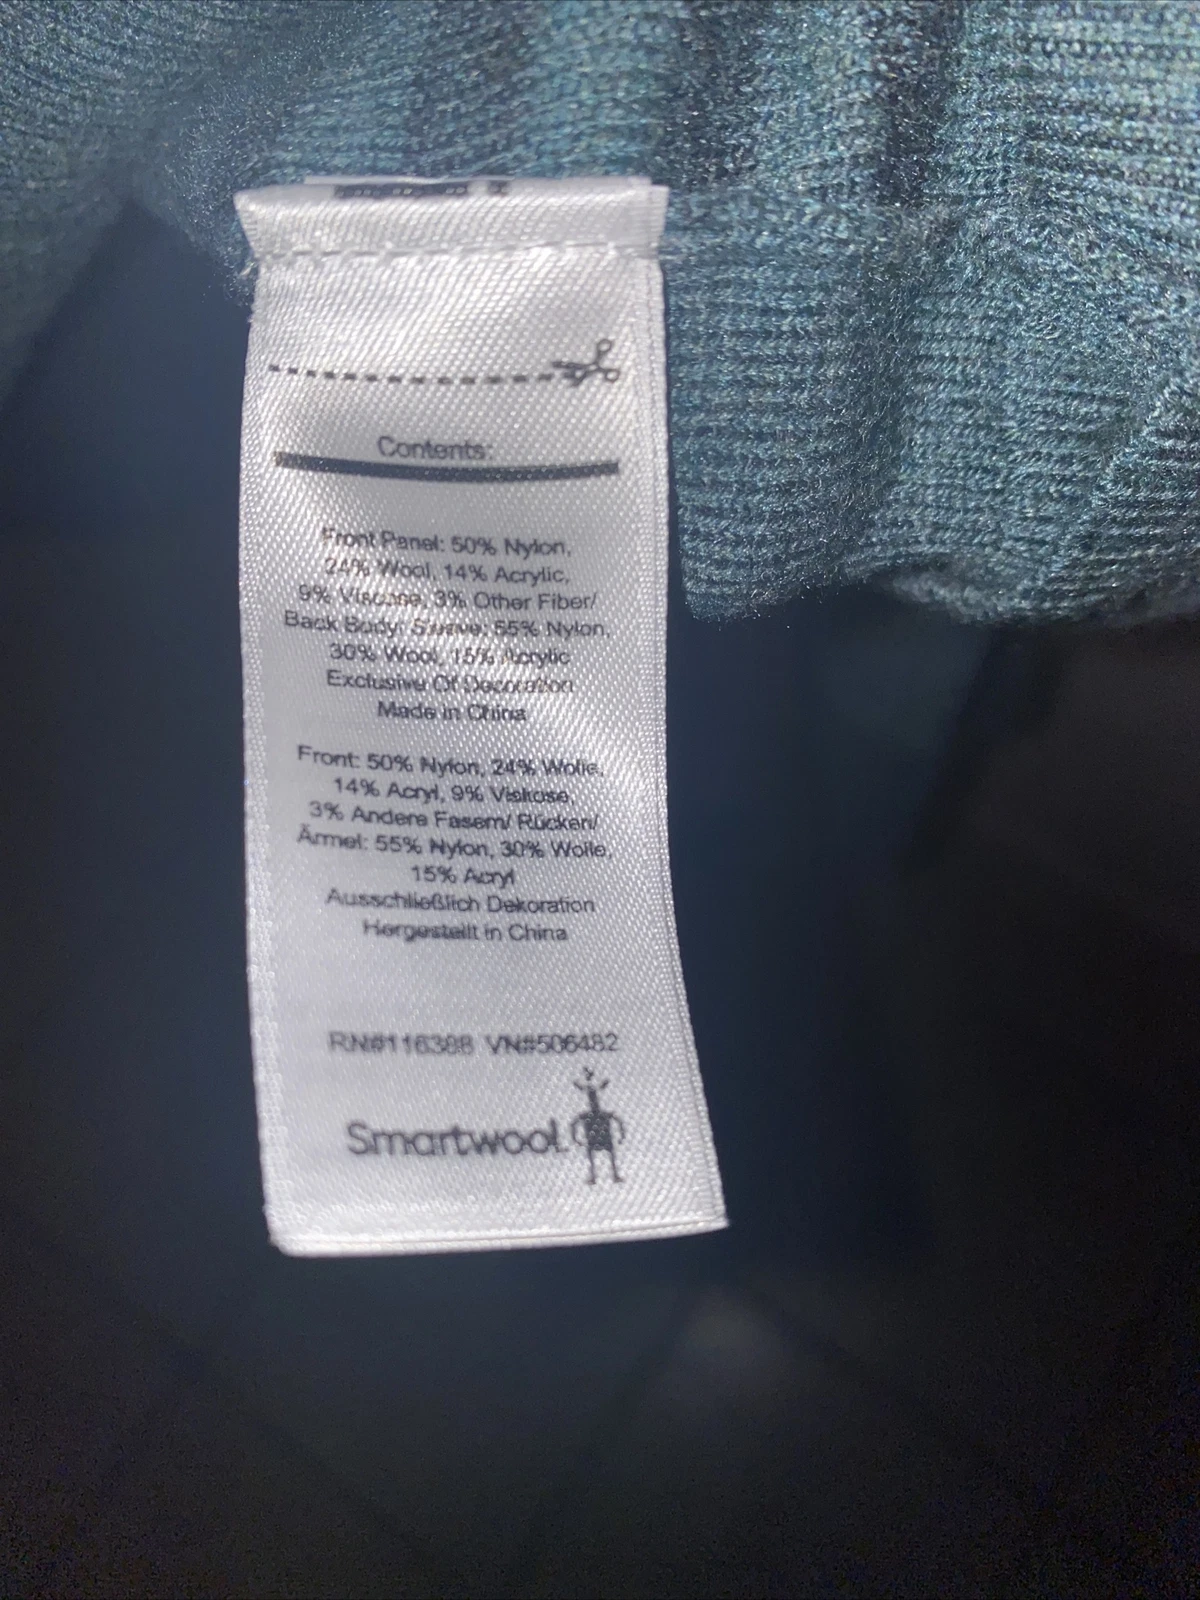 Contents:
Front Panel: 50% Nylon,
24% Wool, 14% Acrylic,
9% Viscose, 3% Other Fiber/
Back Body: Sleeve: 55% Nylon,
30% Wool, 15% Acrylic
Exclusive Of Decoration
Made in China
Front: 50% Nylon, 24% Wolle,
14% Acryl, 9% Viskose,
3% Andere Fasern/ Rücken/
Ärmel: 55% Nylon, 30% Wolle,
15% Acryl
Ausschließlich Dekoration
Hergestellt in China
RN#116388 VN#506482
Smartwool